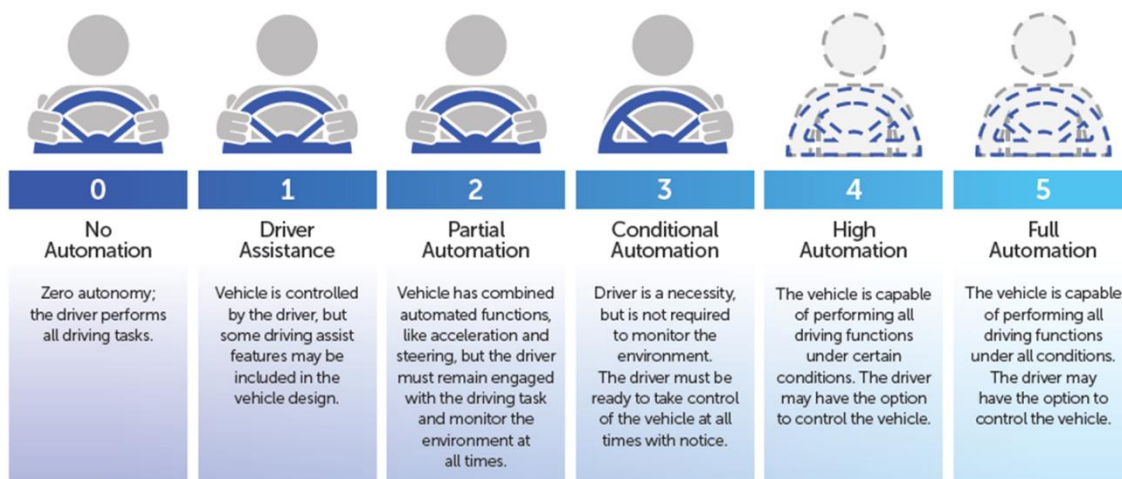 0
No
Automation
Zero autonomy;
the driver performs
all driving tasks.
1
Driver
Assistance
Vehicle is controlled
by the driver, but
some driving assist
features may be
included in the
vehicle design.
2
Partial
Automation
Vehicle has combined
automated functions,
like acceleration and
steering, but the driver
must remain engaged
with the driving task
and monitor the
environment at
all times.
3
Conditional
Automation
Driver is a necessity,
but is not required
to monitor the
environment.
The driver must be
ready to take control
of the vehicle at all
times with notice.
4
High
Automation
The vehicle is capable
of performing all
driving functions
under certain
conditions. The driver
may have the option
to control the vehicle.
5
Full
Automation
The vehicle is capable
of performing all
driving functions
under all conditions.
The driver may
have the option to
control the vehicle.